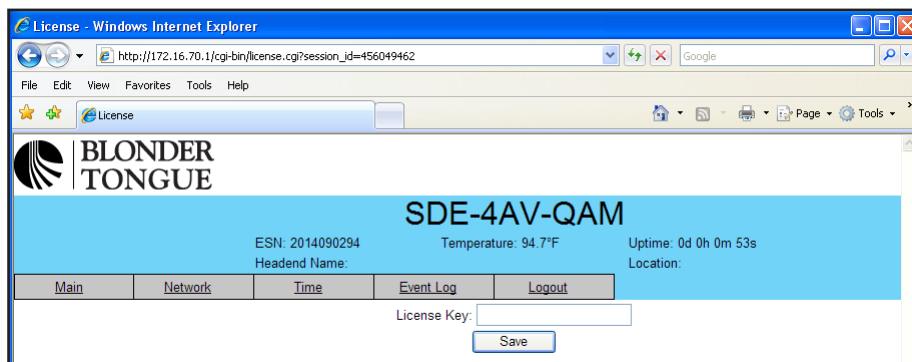 License - Windows Internet Explorer
http://172.16.70.1/cgi-bin/license.cgi?session_id=456049462
Google
File Edit View Favorites Tools Help
License
Page Tools
BLONDER
TONGUE
SDE-4AV-QAM
ESN: 2014090294 Temperature: 94.7°F Uptime: 0d 0h 0m 53s
Headend Name: Location:
Main Network Time Event Log Logout
License Key:
Save